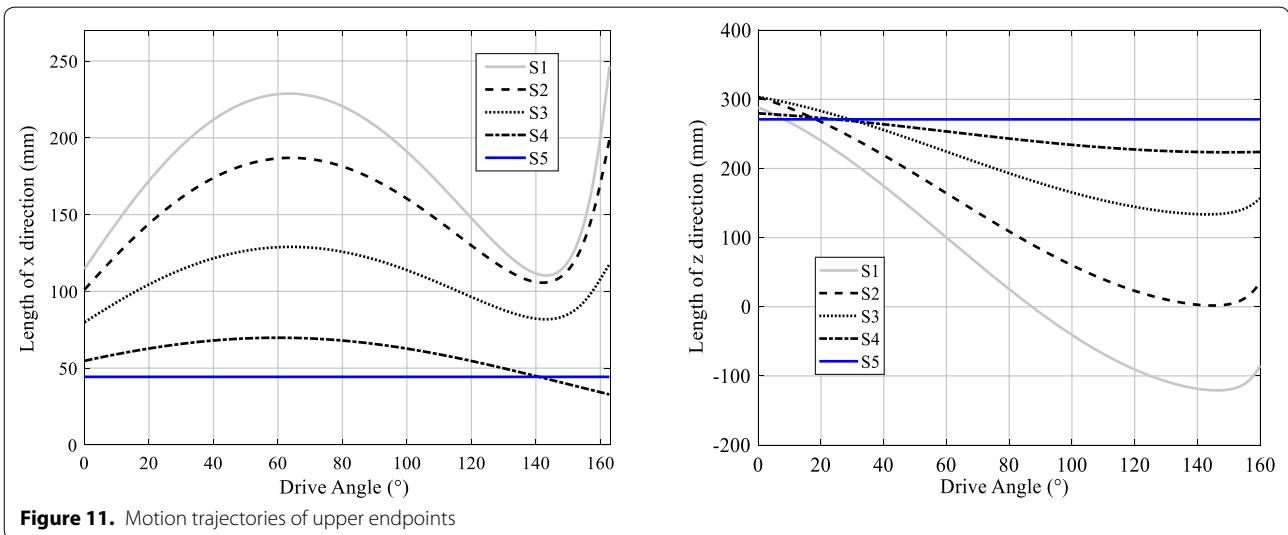 250
200
150
100
50
0
Length of x direction (mm)
S1
S2
S3
S4
S5
0 20 40 60 80 100 120 140 160
Drive Angle (°)
400
300
200
100
0
-100
-200
Length of z direction (mm)
S1
S2
S3
S4
S5
0 20 40 60 80 100 120 140 160
Drive Angle (°)
Figure 11. Motion trajectories of upper endpoints